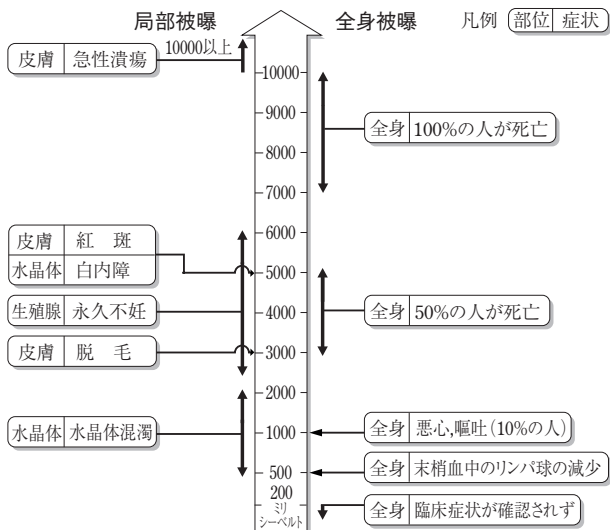 局部被曝
全身被曝
凡例 部位 症状
皮膚 急性潰瘍
10000以上
10000
9000
全身 100%の人が死亡
8000
7000
6000
皮膚 紅 斑
水晶体 白内障
5000
生殖腺 永久不妊
4000
全身 50%の人が死亡
皮膚 脱 毛
3000
2000
水晶体 水晶体混濁
1000
全身 悪心,嘔吐(10%の人)
500
全身 末梢血中のリンパ球の減少
200
ミリ
シーベルト
全身 臨床症状が確認されず